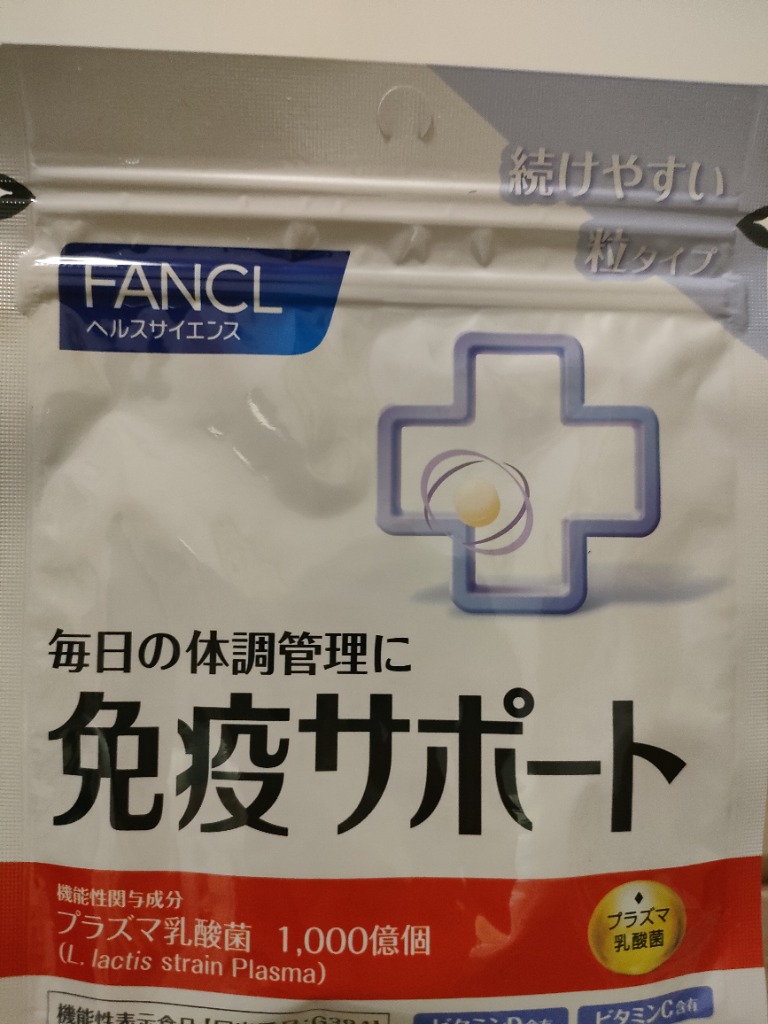 続けやすい
粒タイプ
FANCL
ヘルスサイエンス
毎日の体調管理に
免疫サポート
機能性関与成分
プラズマ乳酸菌 1,000億個
(L. lactis strain Plasma)
プラズマ
乳酸菌
ビタミンC含有